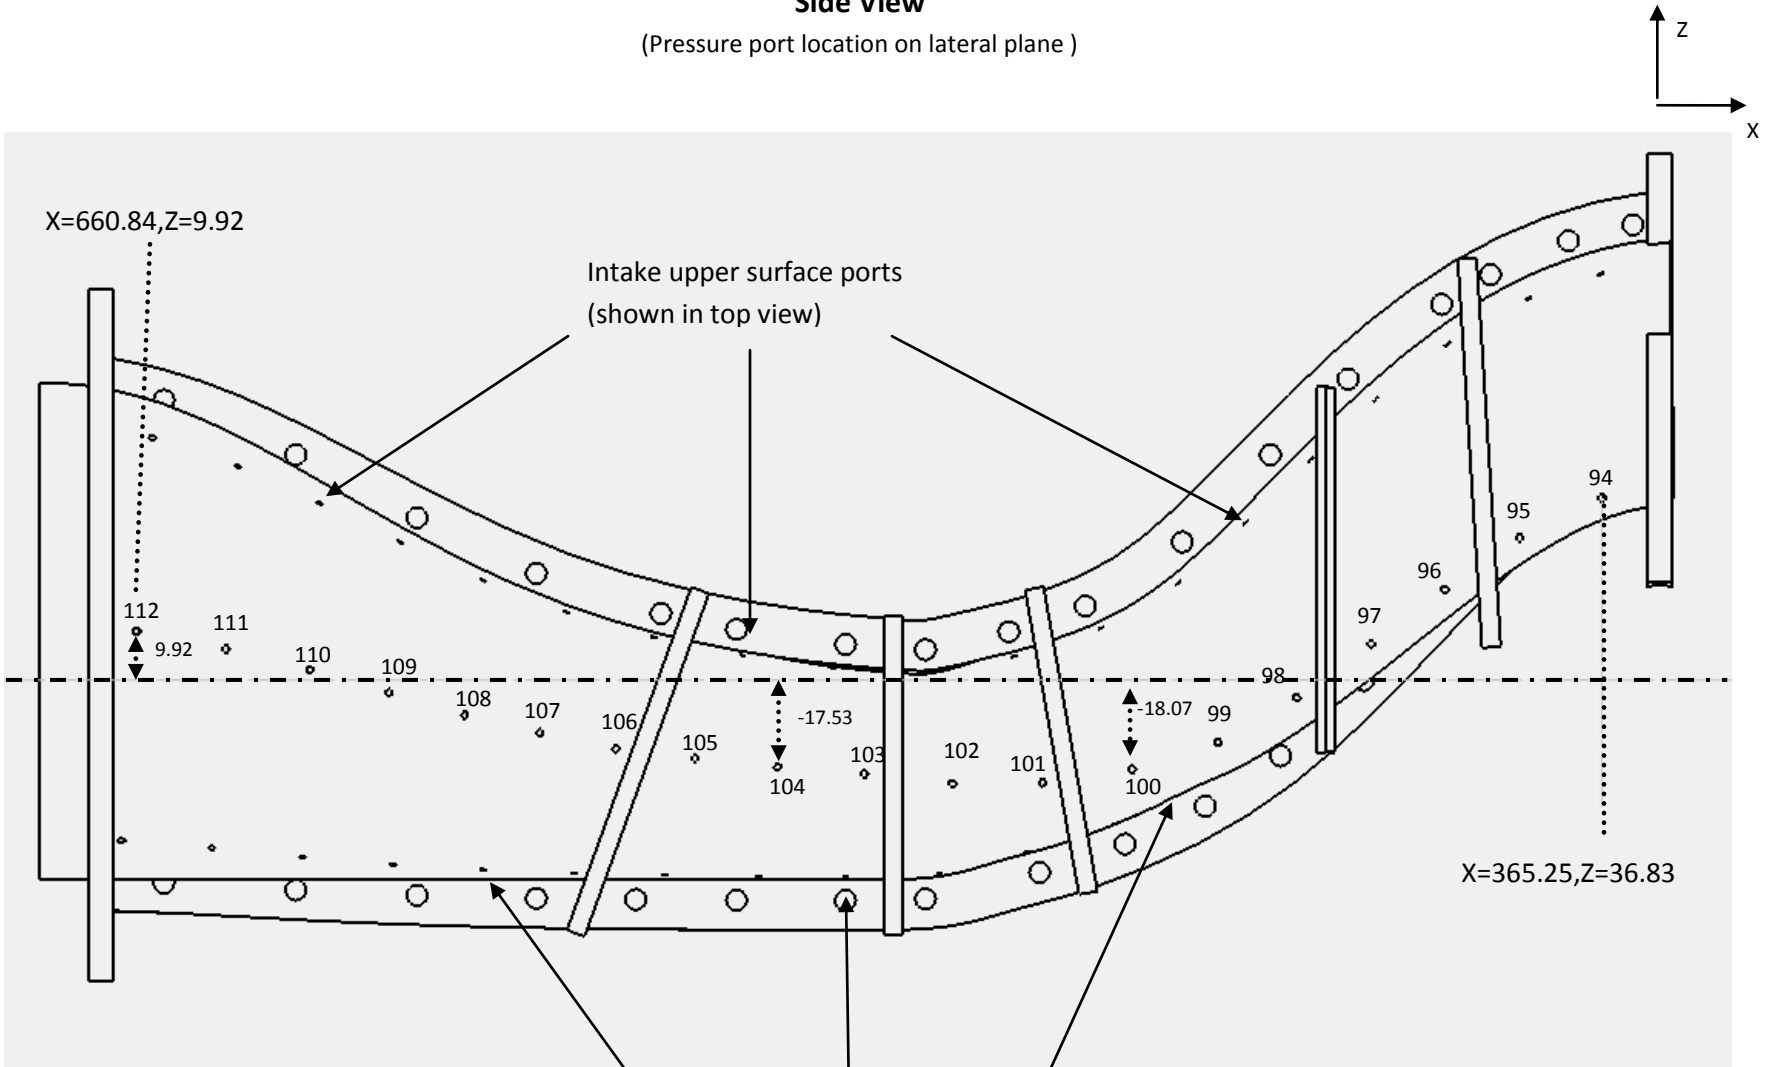 Side View
(Pressure port location on lateral plane )
Z
X
X=660.84,Z=9.92
Intake upper surface ports
(shown in top view)
94
95
96
97
98
99
100
101
102
103
104
105
106
107
108
109
110
111
112
9.92
-17.53
-18.07
X=365.25,Z=36.83